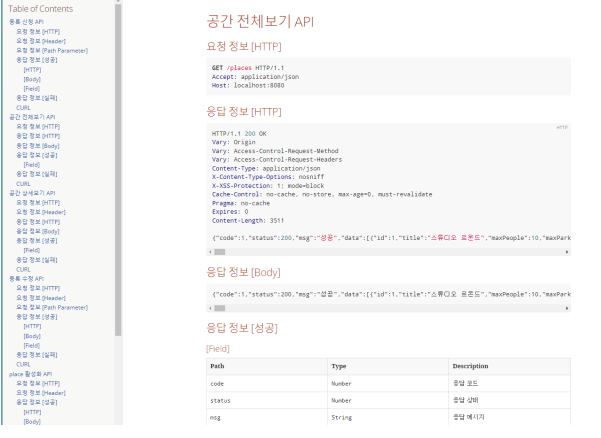 Table of Contents
등록 신청 API
요청 정보 [HTTP]
요청 정보 [Header]
요청 정보 [Path Parameter]
응답 정보 [성공]
[HTTP]
[Body]
[Field]
응답 정보 [실패]
CURL
공간 전체보기 API
요청 정보 [HTTP]
응답 정보 [HTTP]
응답 정보 [Body]
응답 정보 [성공]
[Field]
응답 정보 [실패]
CURL
공간 상세보기 API
요청 정보 [HTTP]
요청 정보 [Header]
응답 정보 [HTTP]
응답 정보 [Body]
응답 정보 [성공]
[Field]
응답 정보 [실패]
CURL
등록 수정 API
요청 정보 [HTTP]
요청 정보 [Header]
요청 정보 [Path Parameter]
응답 정보 [성공]
[HTTP]
[Body]
[Field]
응답 정보 [실패]
CURL
place 활성화 API
요청 정보 [HTTP]
요청 정보 [Header]
응답 정보 [성공]
[HTTP]
[Body]
공간 전체보기 API
요청 정보 [HTTP]
GET /places HTTP/1.1
Accept: application/json
Host: localhost:8080
응답 정보 [HTTP]
HTTP
HTTP/1.1 200 OK
Vary: Origin
Vary: Access-Control-Request-Method
Vary: Access-Control-Request-Headers
Content-Type: application/json
X-Content-Type-Options: nosniff
X-XSS-Protection: 1; mode=block
Cache-Control: no-cache, no-store, max-age=0, must-revalidate
Pragma: no-cache
Expires: 0
Content-Length: 3511
{"code":1,"status":200,"msg":"성공","data":[{"id":1,"title":"스튜디오 로몬드","maxPeople":10,"maxPark
응답 정보 [Body]
{"code":1,"status":200,"msg":"성공","data":[{"id":1,"title":"스튜디오 로몬드","maxPeople":10,"maxPark
응답 정보 [성공]
[Field]
Path Type Description
code Number 응답 코드
status Number 응답 상태
msg String 응답 메시지